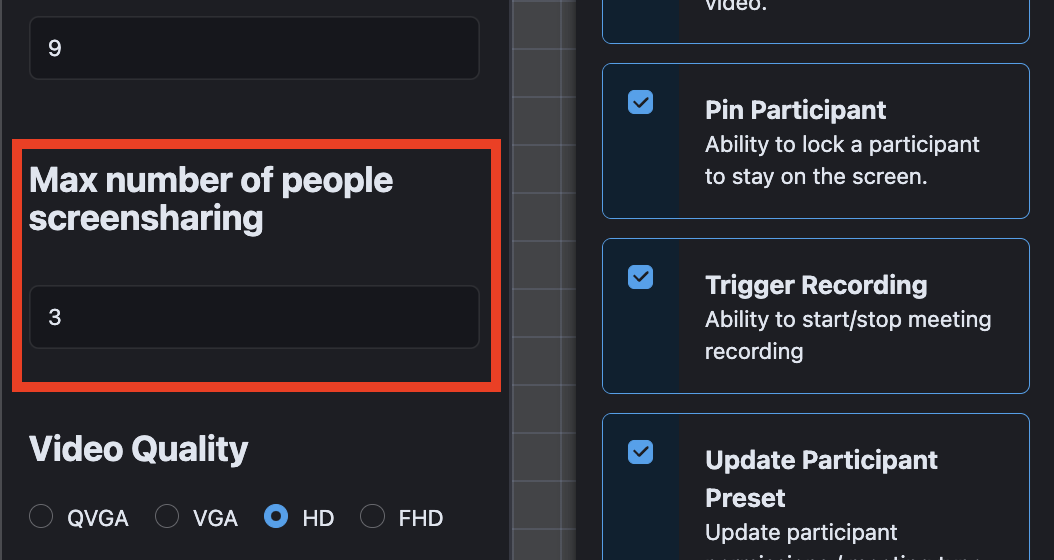 9
Max number of people
screensharing
3
Video Quality
QVGA VGA HD FHD
video.
Pin Participant
Ability to lock a participant
to stay on the screen.
Trigger Recording
Ability to start/stop meeting
recording
Update Participant
Preset
Update participant